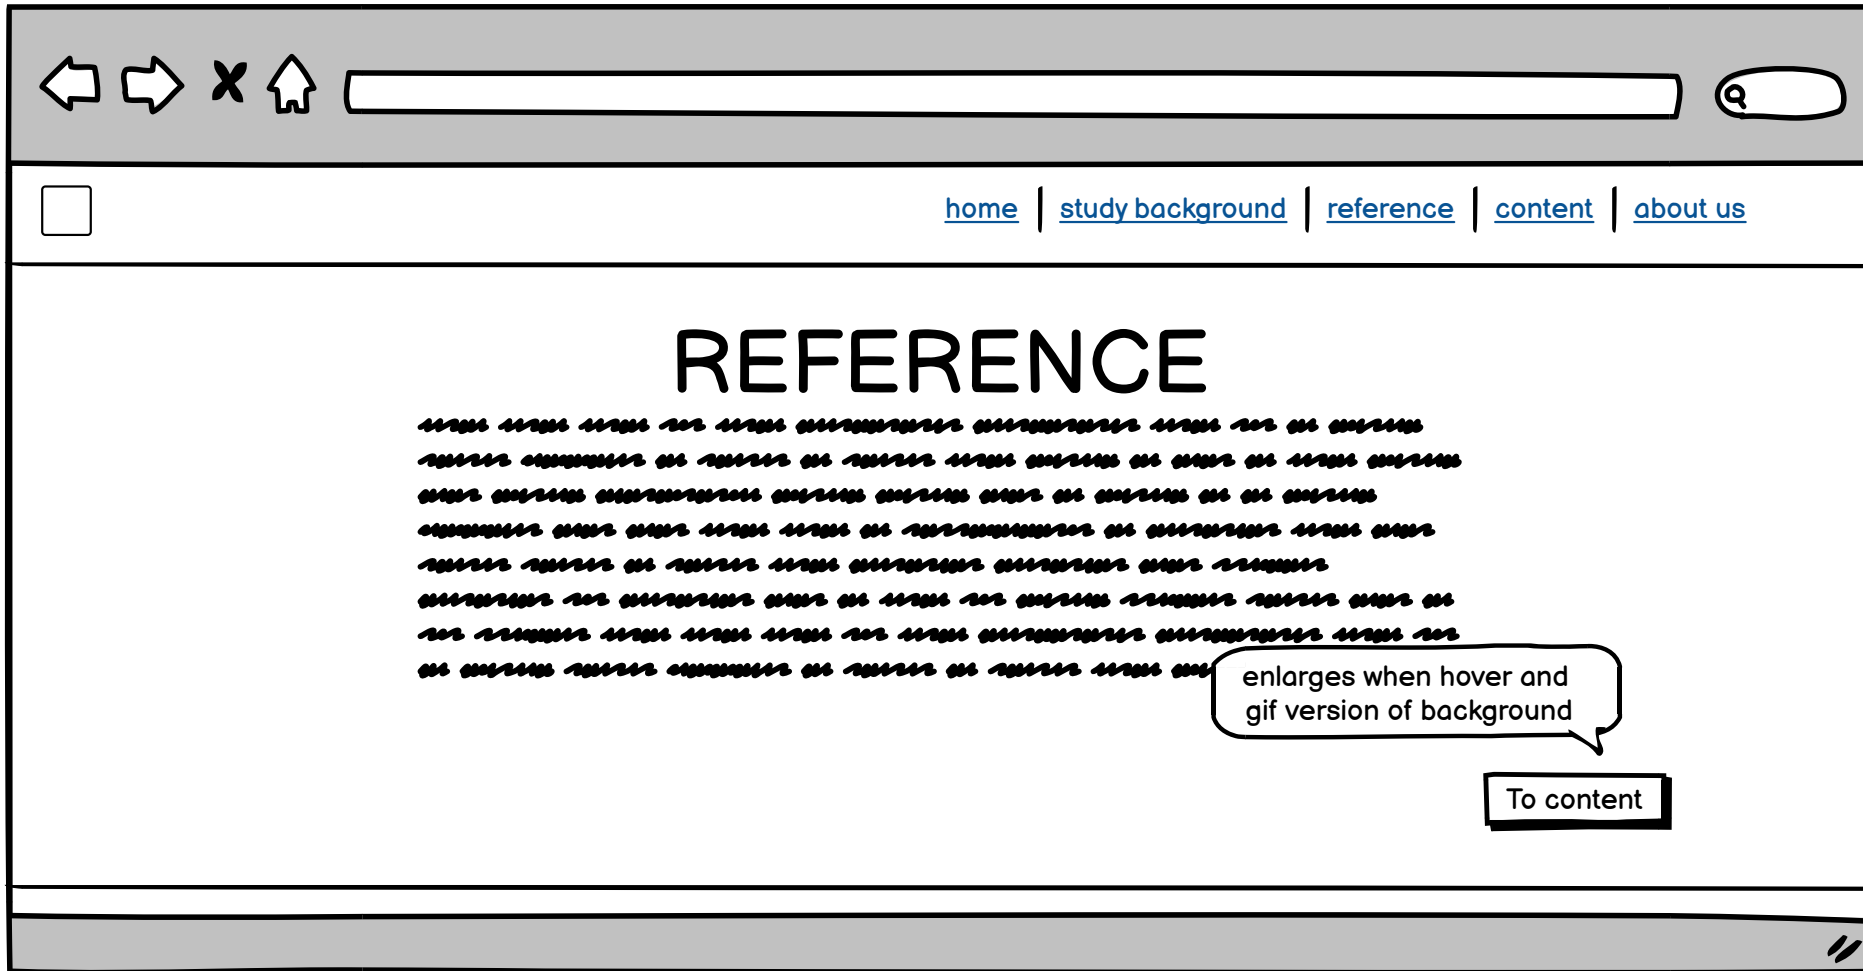 home | study background | reference | content | about us
REFERENCE
enlarges when hover and
gif version of background
To content